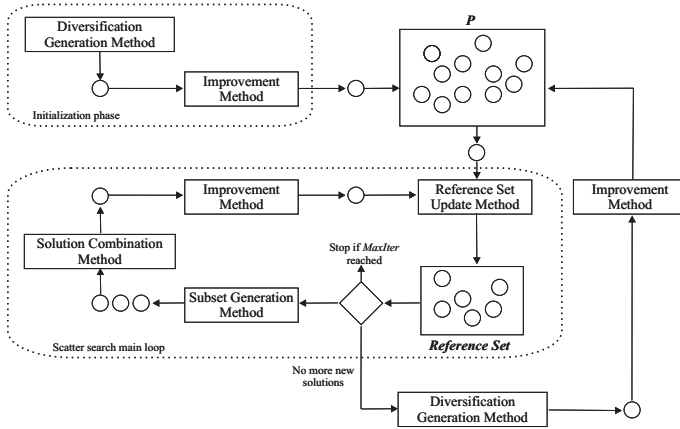 Diversification
Generation Method
P
Improvement
Method
Initialization phase
Improvement
Method
Reference Set
Update Method
Improvement
Method
Solution Combination
Method
Stop if MaxIter
reached
Subset Generation
Method
Reference Set
Scatter search main loop
No more new
solutions
Diversification
Generation Method